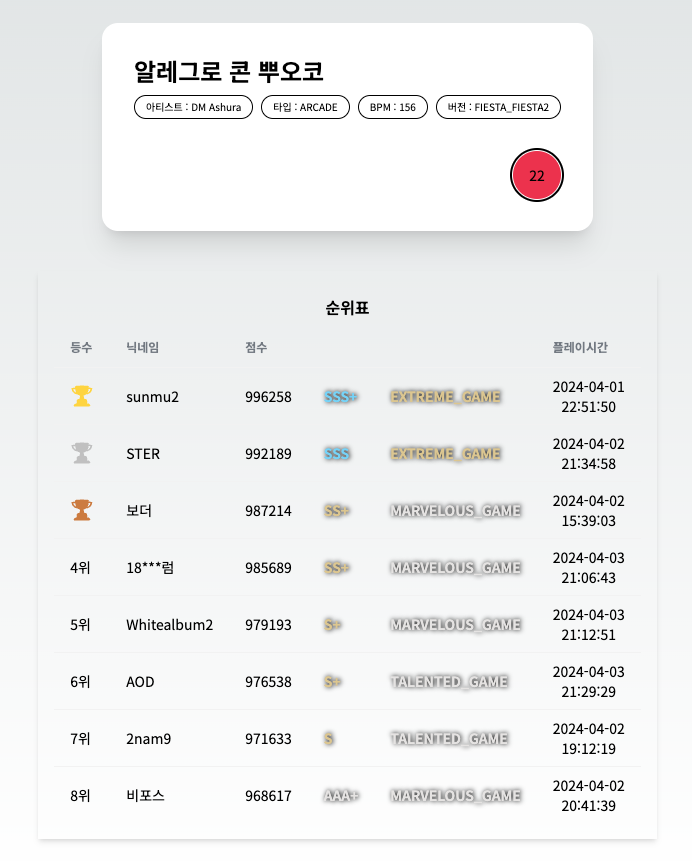 알레그로 콘 뿌오코
아티스트 : DM Ashura 타입 : ARCADE BPM : 156 버전 : FIESTA_FIESTA2
22
순위표
등수 닉네임 점수 플레이시간
sunmu2 996258 SSS+ EXTREME_GAME 2024-04-01
22:51:50
STER 992189 SSS EXTREME_GAME 2024-04-02
21:34:58
보더 987214 SS+ MARVELOUS_GAME 2024-04-02
15:39:03
4위 18***럼 985689 SS+ MARVELOUS_GAME 2024-04-03
21:06:43
5위 Whitealbum2 979193 S+ MARVELOUS_GAME 2024-04-03
21:12:51
6위 AOD 976538 S+ TALENTED_GAME 2024-04-03
21:29:29
7위 2nam9 971633 S TALENTED_GAME 2024-04-02
19:12:19
8위 비포스 968617 AAA+ MARVELOUS_GAME 2024-04-02
20:41:39